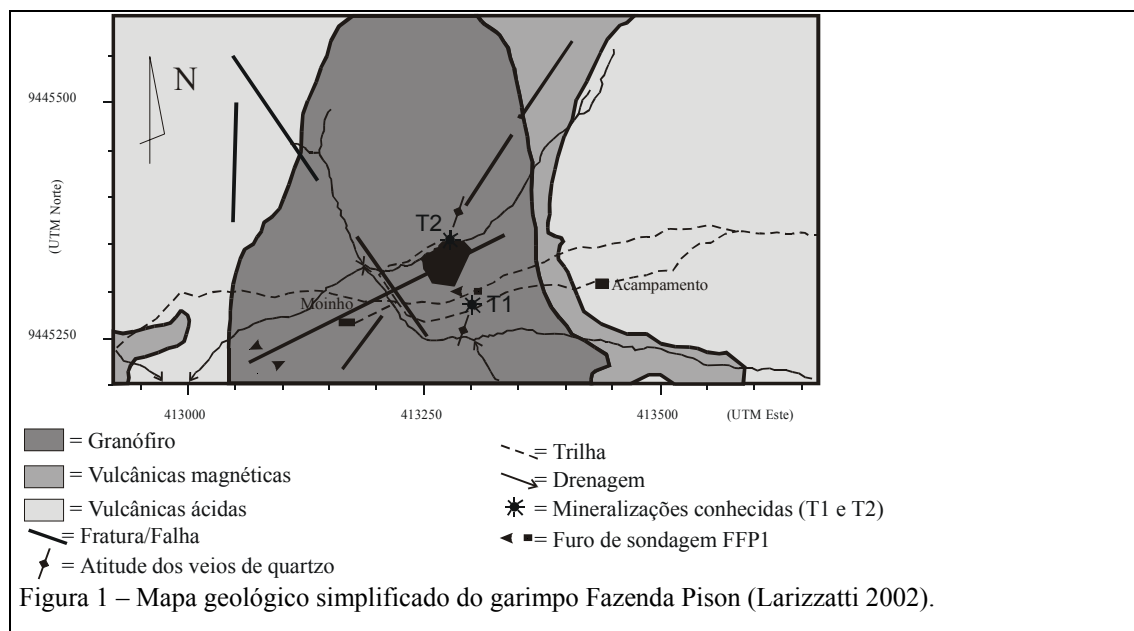 9445500
N
(UTM Norte)
T2
Acampamento
T1
Moinho
9445250
413000
413250
413500
(UTM Este)
= Granófiro
= Vulcânicas magnéticas
= Vulcânicas ácidas
= Fratura/Falha
= Atitude dos veios de quartzo
= Trilha
= Drenagem
= Mineralizações conhecidas (T1 e T2)
= Furo de sondagem FFP1
Figura 1 – Mapa geológico simplificado do garimpo Fazenda Pison (Larizzatti 2002).